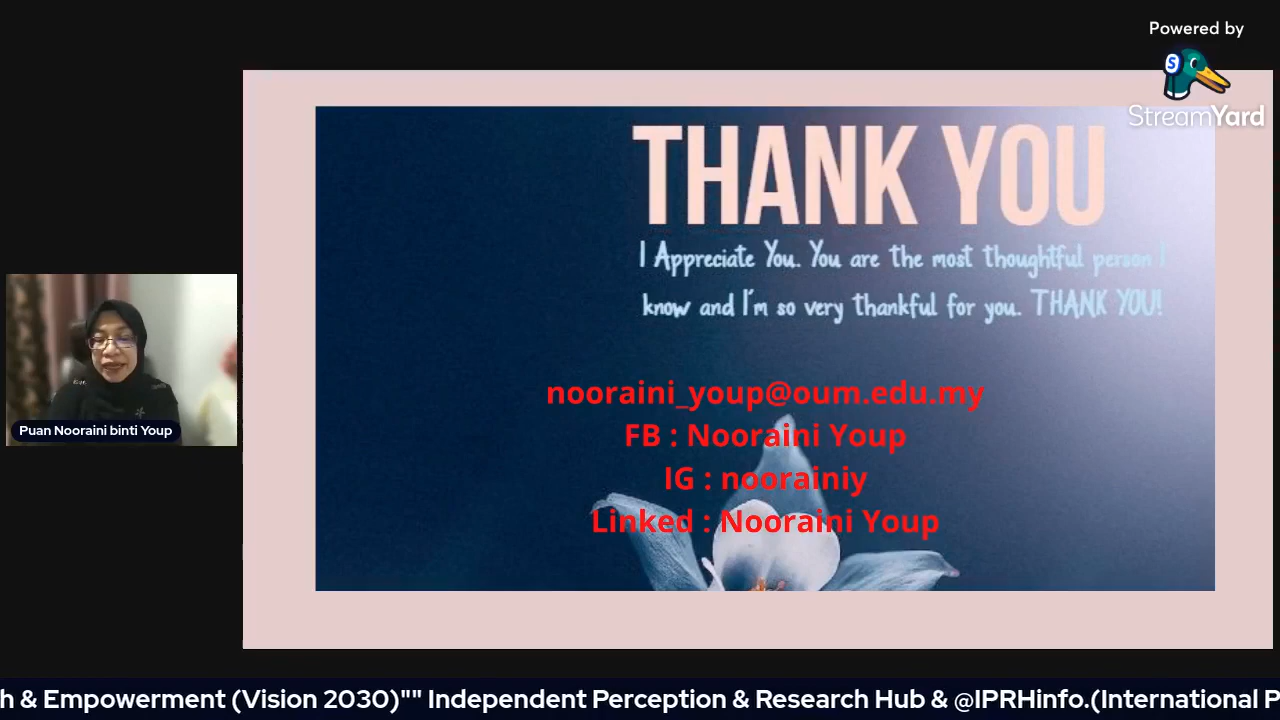 Powered by
StreamYard
THANK YOU
I Appreciate You. You are the most thoughtful person I
know and I'm so very thankful for you. THANK YOU!
nooraini_youp@oum.edu.my
FB : Nooraini Youp
IG : noorainiy
Linked : Nooraini Youp
Puan Nooraini binti Youp
h & Empowerment (Vision 2030)"" Independent Perception & Research Hub & @IPRHinfo.(International P